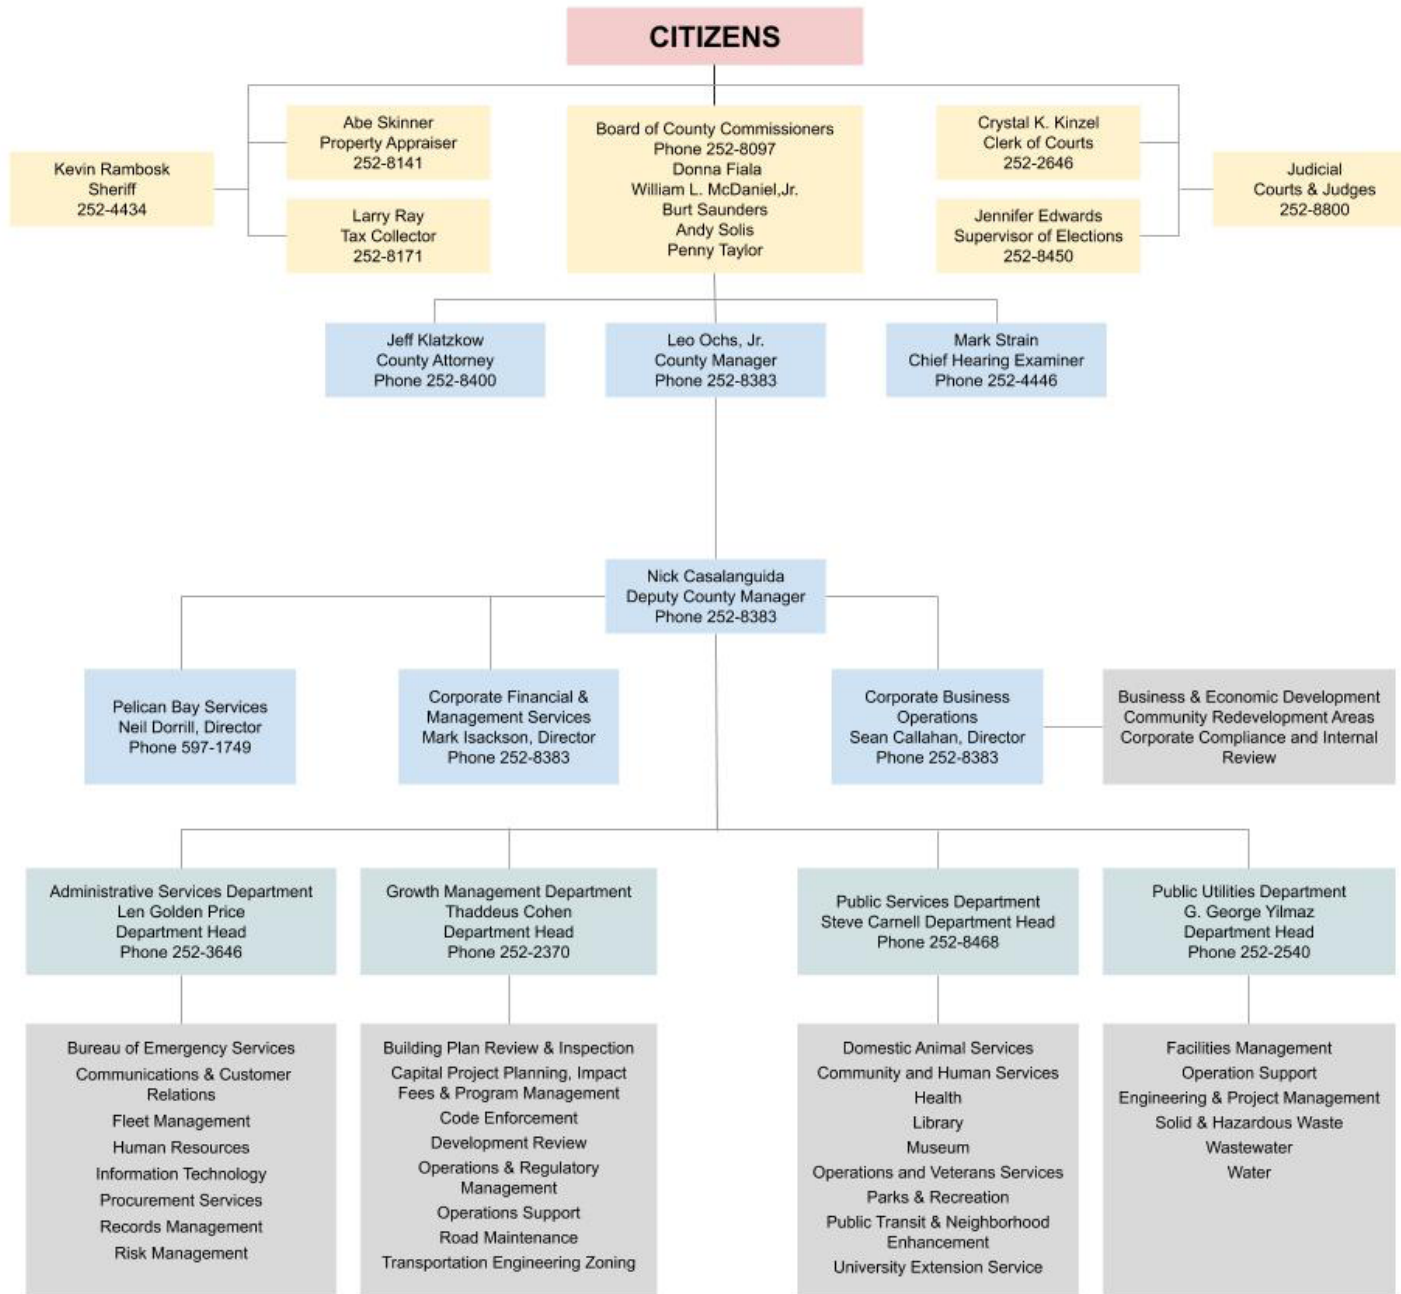 CITIZENS
Abe Skinner
Property Appraiser
252-8141
Kevin Rambosk
Sheriff
252-4434
Larry Ray
Tax Collector
252-8171
Board of County Commissioners
Phone 252-8097
Donna Fiala
William L. McDaniel,Jr.
Burt Saunders
Andy Solis
Penny Taylor
Crystal K. Kinzel
Clerk of Courts
252-2646
Jennifer Edwards
Supervisor of Elections
252-8450
Judicial
Courts & Judges
252-8800
Jeff Klatzkow
County Attorney
Phone 252-8400
Leo Ochs, Jr.
County Manager
Phone 252-8383
Mark Strain
Chief Hearing Examiner
Phone 252-4446
Nick Casalanguida
Deputy County Manager
Phone 252-8383
Pelican Bay Services
Neil Dorrill, Director
Phone 597-1749
Corporate Financial &
Management Services
Mark Isackson, Director
Phone 252-8383
Corporate Business
Operations
Sean Callahan, Director
Phone 252-8383
Business & Economic Development
Community Redevelopment Areas
Corporate Compliance and Internal
Review
Administrative Services Department
Len Golden Price
Department Head
Phone 252-3646
Growth Management Department
Thaddeus Cohen
Department Head
Phone 252-2370
Public Services Department
Steve Carnell Department Head
Phone 252-8468
Public Utilities Department
G. George Yilmaz
Department Head
Phone 252-2540
Bureau of Emergency Services
Communications & Customer
Relations
Fleet Management
Human Resources
Information Technology
Procurement Services
Records Management
Risk Management
Building Plan Review & Inspection
Capital Project Planning, Impact
Fees & Program Management
Code Enforcement
Development Review
Operations & Regulatory
Management
Operations Support
Road Maintenance
Transportation Engineering Zoning
Domestic Animal Services
Community and Human Services
Health
Library
Museum
Operations and Veterans Services
Parks & Recreation
Public Transit & Neighborhood
Enhancement
University Extension Service
Facilities Management
Operation Support
Engineering & Project Management
Solid & Hazardous Waste
Wastewater
Water